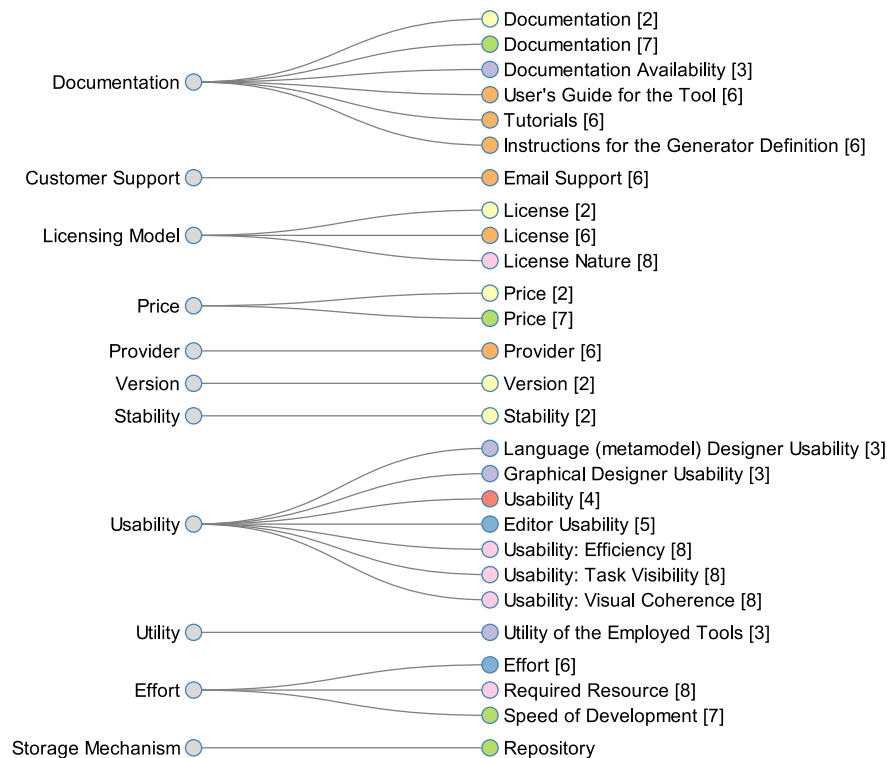 Documentation
Documentation [2]
Documentation [7]
Documentation Availability [3]
User's Guide for the Tool [6]
Tutorials [6]
Instructions for the Generator Definition [6]
Customer Support
Email Support [6]
Licensing Model
License [2]
License [6]
License Nature [8]
Price
Price [2]
Price [7]
Provider
Provider [6]
Version
Version [2]
Stability
Stability [2]
Usability
Language (metamodel) Designer Usability [3]
Graphical Designer Usability [3]
Usability [4]
Editor Usability [5]
Usability: Efficiency [8]
Usability: Task Visibility [8]
Usability: Visual Coherence [8]
Utility
Utility of the Employed Tools [3]
Effort
Effort [6]
Required Resource [8]
Speed of Development [7]
Storage Mechanism
Repository